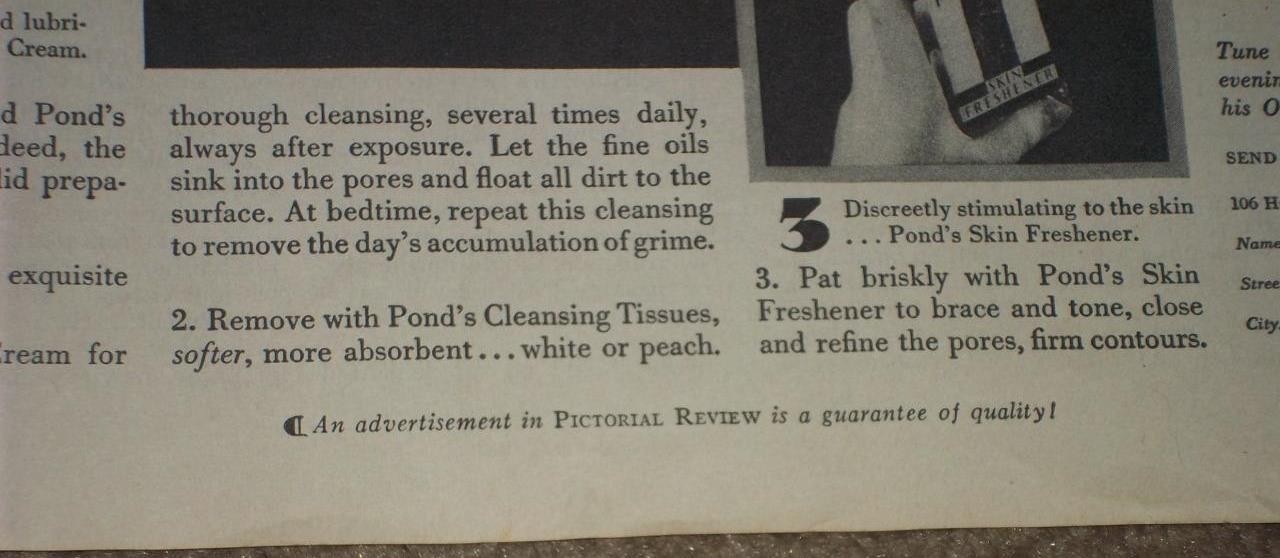 d lubri-
Cream.
d Pond's
deed, the
lid prepa-
exquisite
ream for
thorough cleansing, several times daily,
always after exposure. Let the fine oils
sink into the pores and float all dirt to the
surface. At bedtime, repeat this cleansing
to remove the day's accumulation of grime.
2. Remove with Pond's Cleansing Tissues,
softer, more absorbent...white or peach.
SKIN
FRESHENER
3 Discreetly stimulating to the skin
... Pond's Skin Freshener.
3. Pat briskly with Pond's Skin
Freshener to brace and tone, close
and refine the pores, firm contours.
Tune
evenin
his O
SEND
106 H
Name
Stree
City
¶ An advertisement in PICTORIAL REVIEW is a guarantee of quality!